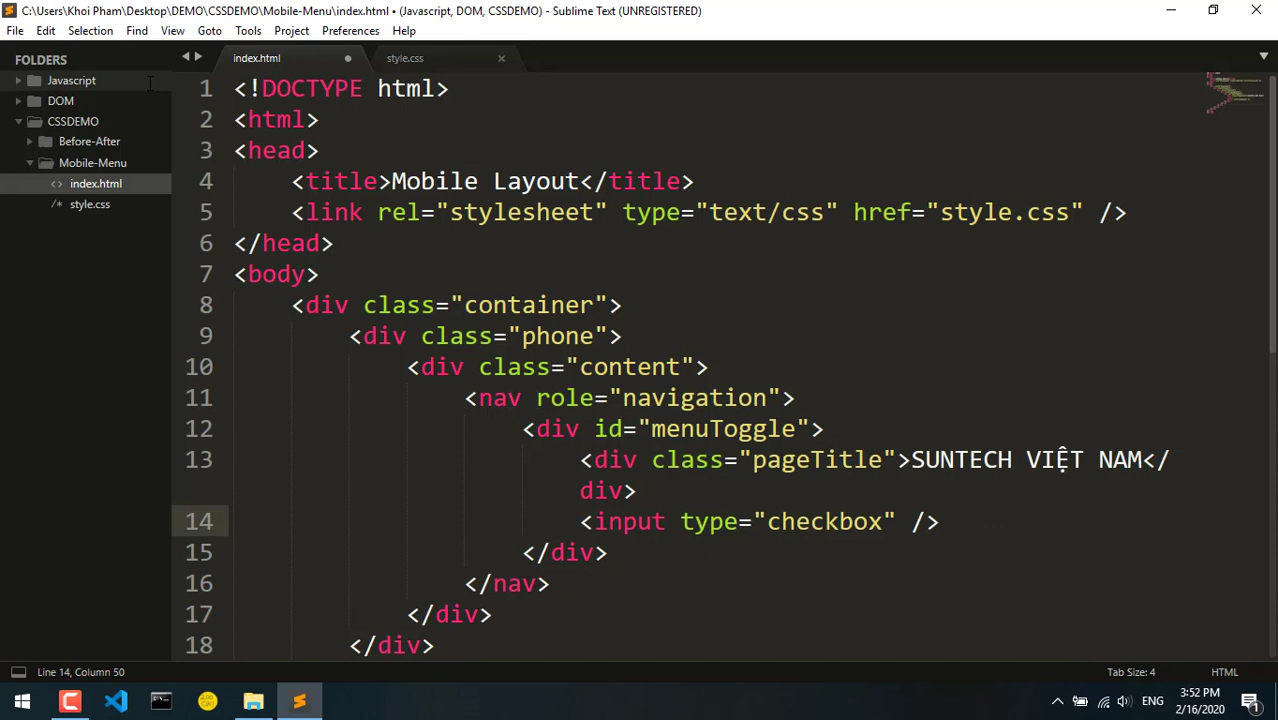 C:\Users\Khoi Pham\Desktop\DEMO\CSSDEMO\Mobile-Menu\index.html • (Javascript, DOM, CSSDEMO) - Sublime Text (UNREGISTERED)
File Edit Selection Find View Goto Tools Project Preferences Help
FOLDERS
Javascript
DOM
CSSDEMO
Before-After
Mobile-Menu
<> index.html
/* style.css
index.html
style.css
1 <!DOCTYPE html>
2 <html>
3 <head>
4 <title>Mobile Layout</title>
5 <link rel="stylesheet" type="text/css" href="style.css" />
6 </head>
7 <body>
8 <div class="container">
9 <div class="phone">
10 <div class="content">
11 <nav role="navigation">
12 <div id="menuToggle">
13 <div class="pageTitle">SUNTECH VIỆT NAM</
div>
14 <input type="checkbox" />
15 </div>
16 </nav>
17 </div>
18 </div>
Line 14, Column 50
Tab Size: 4
HTML
ENG
3:52 PM
2/16/2020
1